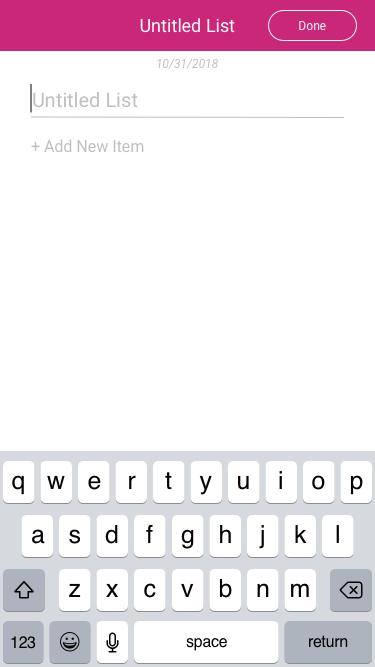 Untitled List
Done
10/31/2018
Untitled List
+ Add New Item
q w e r t y u i o p
a s d f g h j k l
z x c v b n m
123 space return